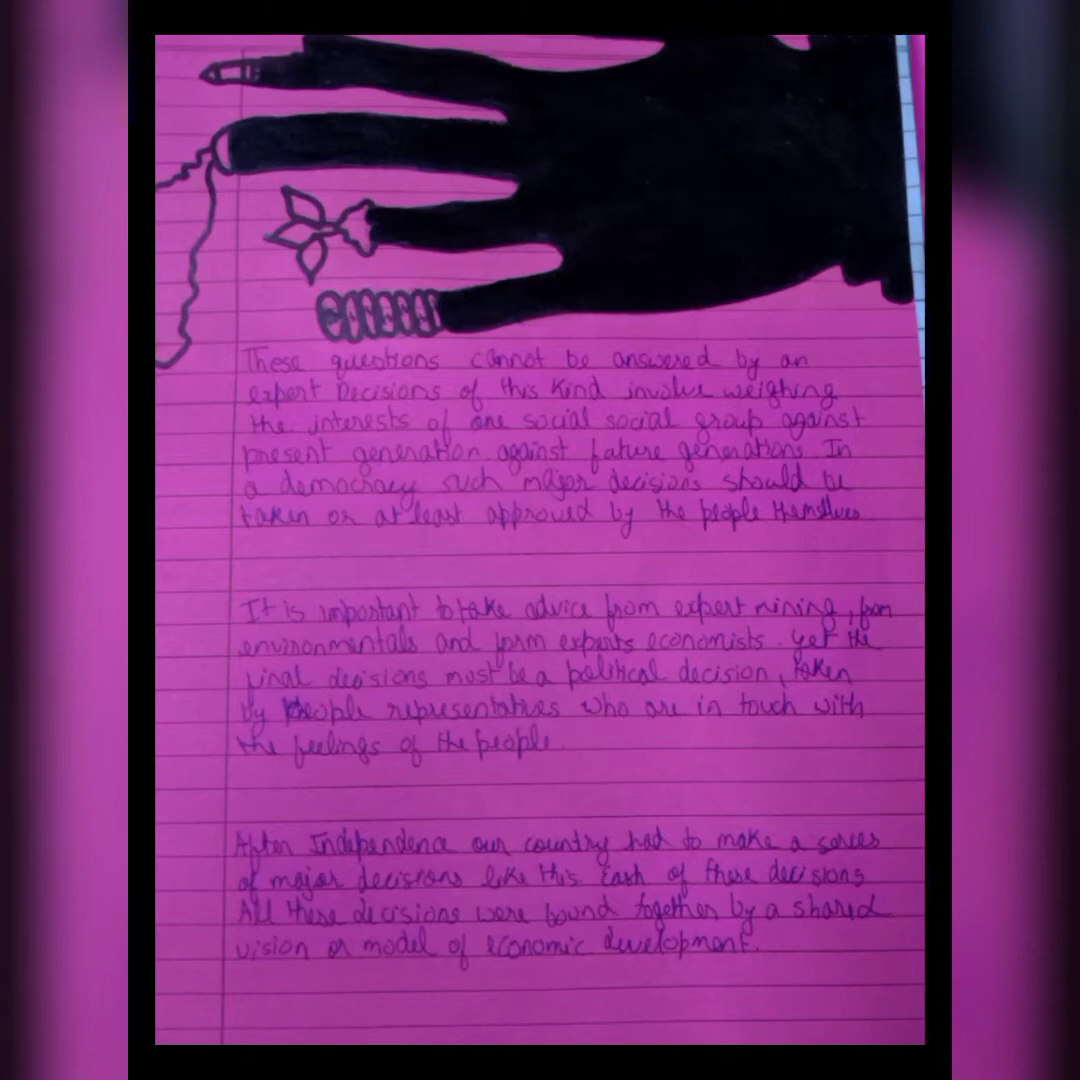 These questions cannot be answered by an
expert Decisions of this Kind involve weighing
the interests of one social social group against
present generation against future generations In
a democracy such major decisions should be
taken or at least approved by the people themselves
It is important to take advice from expert mining, from
environmentals and form experts economists. yet the
final decisions must be a political decision, taken
by people representatives who are in touch with
the feelings of the people.
After Independence our country had to make a series
of major decisions like this Each of these decisions
All these decisions were bound together by a shared
vision or model of economic development.